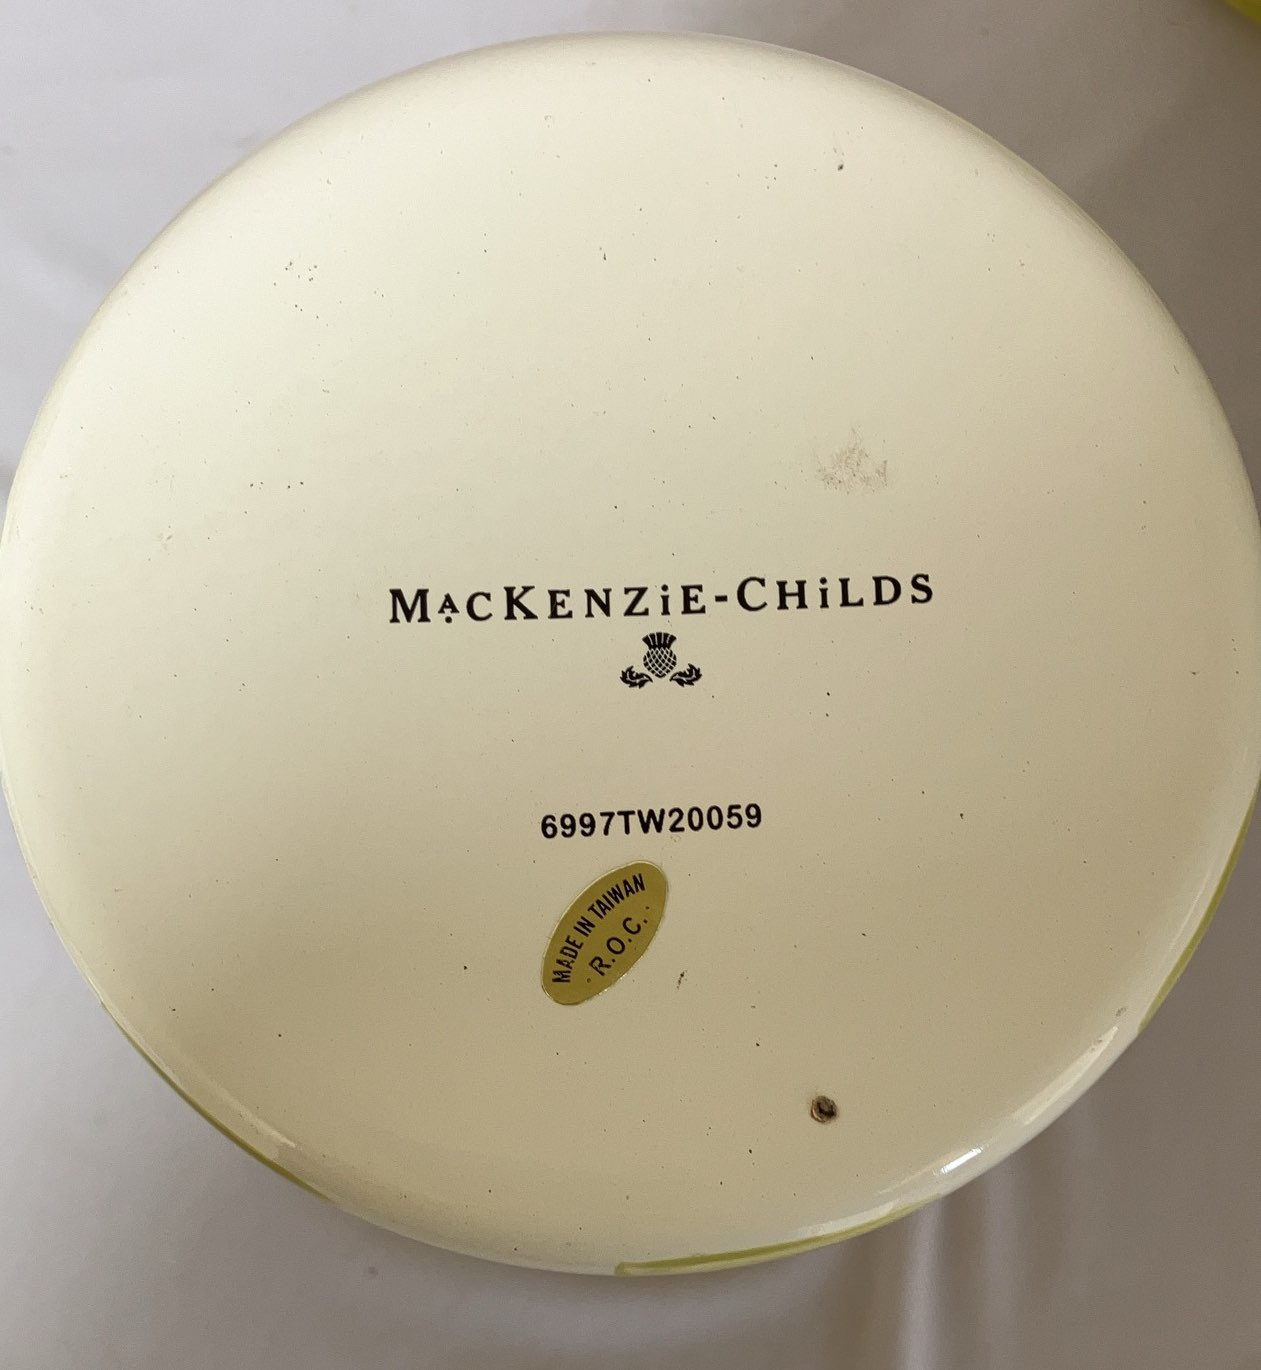 MACKENZiE-CHiLDS
6997TW20059
MADE IN TAIWAN
R.O.C.